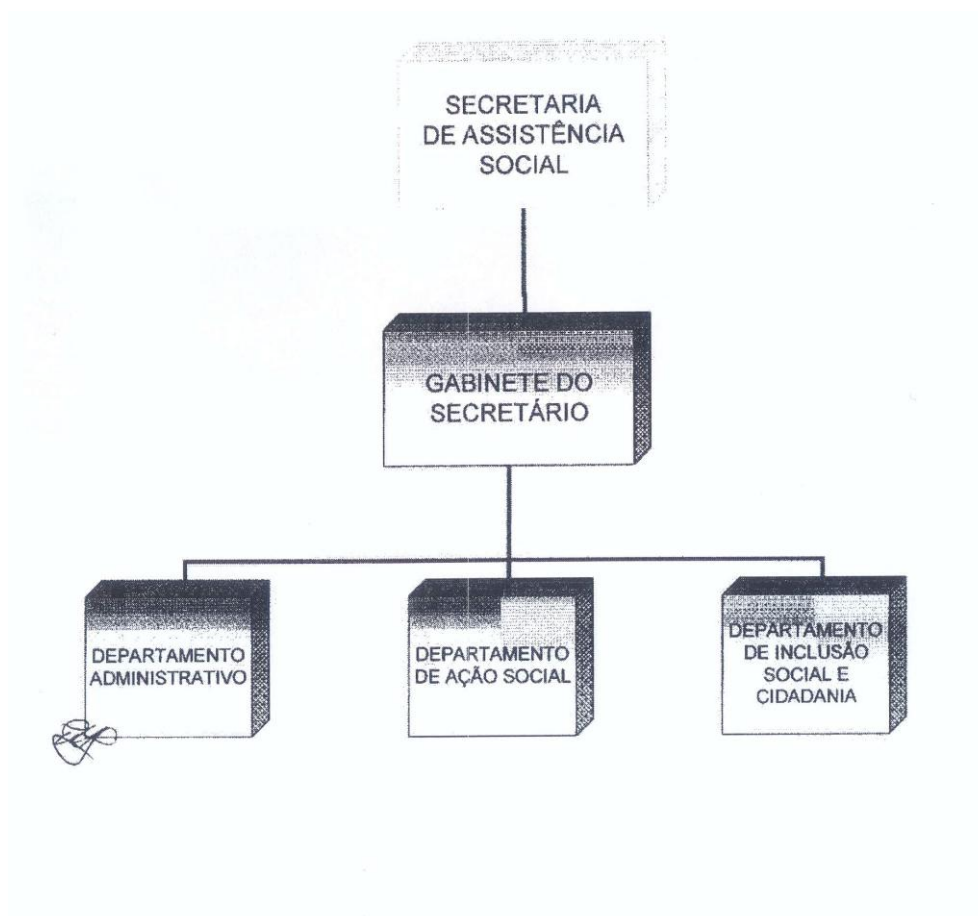 SECRETARIA
DE ASSISTÊNCIA
SOCIAL
GABINETE DO
SECRETÁRIO
DEPARTAMENTO
ADMINISTRATIVO
DEPARTAMENTO
DE AÇÃO SOCIAL
DEPARTAMENTO
DE INCLUSÃO
SOCIAL E
CIDADANIA